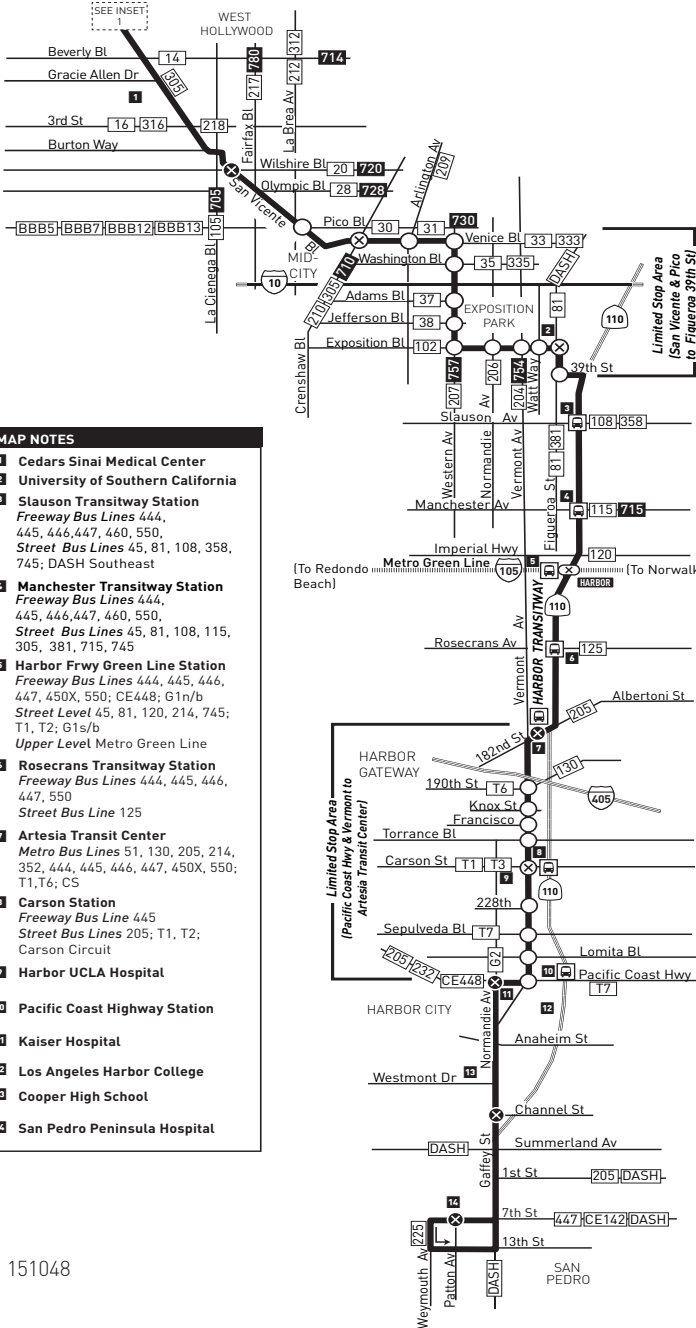 SEE INSET
1
WEST
HOLLYWOOD
Beverly Bl
14
780
312
714
Gracie Allen Dr
305
217
212
1
Fairfax Bl
La Brea Av
3rd St
16
316
218
Burton Way
Arlington Av
209
Wilshire Bl
20
720
Olympic Bl
28
728
San Vicente
Bl
705
105
La Cienega Bl
BBB5
BBB7
BBB12
BBB13
Pico Bl
30
31
730
Venice Bl
33
333
MID-
CITY
Washington Bl
35
335
DASH
10
710
305
210
Adams Bl
37
EXPOSITION
PARK
81
110
Jefferson Bl
38
2
Exposition Bl
102
Limited Stop Area
(San Vicente & Pico
to Figueroa 39th St)
Crenshaw Bl
757
207
206
754
204
Watt Way
39th St
Western Av
Normandie Av
Vermont Av
3
Slauson Av
108
358
381
81
Figueroa St
4
Manchester Av
115
715
Imperial Hwy
120
(To Redondo
Beach)
Metro Green Line
105
5
HARBOR
(To Norwalk
110
HARBOR TRANSITWAY
Vermont Av
Rosecrans Av
125
6
Albertoni St
205
182nd St
7
HARBOR
GATEWAY
130
190th St
T6
405
Knox St
Francisco
Torrance Bl
8
Carson St
T1
T3
9
110
Limited Stop Area
(Pacific Coast Hwy & Vermont to
Artesia Transit Center)
228th
Sepulveda Bl
T7
Lomita Bl
205
232
G2
10
Pacific Coast Hwy
CE448
T7
11
HARBOR CITY
12
Normandie Av
Anaheim St
13
Westmont Dr
Channel St
DASH
Summerland Av
Gaffey St
1st St
205
DASH
14
7th St
447
CE142
DASH
225
13th St
Weymouth Av
Patton Av
DASH
SAN
PEDRO
MAP NOTES
Cedars Sinai Medical Center
University of Southern California
Slauson Transitway Station
Freeway Bus Lines 444,
445, 446,447, 460, 550,
Street Bus Lines 45, 81, 108, 358,
745; DASH Southeast
Manchester Transitway Station
Freeway Bus Lines 444,
445, 446,447, 460, 550,
Street Bus Lines 45, 81, 108, 115,
305, 381, 715, 745
Harbor Frwy Green Line Station
Freeway Bus Lines 444, 445, 446,
447, 450X, 550; CE448; G1n/b
Street Level 45, 81, 120, 214, 745;
T1, T2; G1s/b
Upper Level Metro Green Line
Rosecrans Transitway Station
Freeway Bus Lines 444, 445, 446,
447, 550
Street Bus Line 125
Artesia Transit Center
Metro Bus Lines 51, 130, 205, 214,
352, 444, 445, 446, 447, 450X, 550;
T1,T6; CS
Carson Station
Freeway Bus Line 445
Street Bus Lines 205; T1, T2;
Carson Circuit
Harbor UCLA Hospital
Pacific Coast Highway Station
Kaiser Hospital
Los Angeles Harbor College
Cooper High School
San Pedro Peninsula Hospital
151048